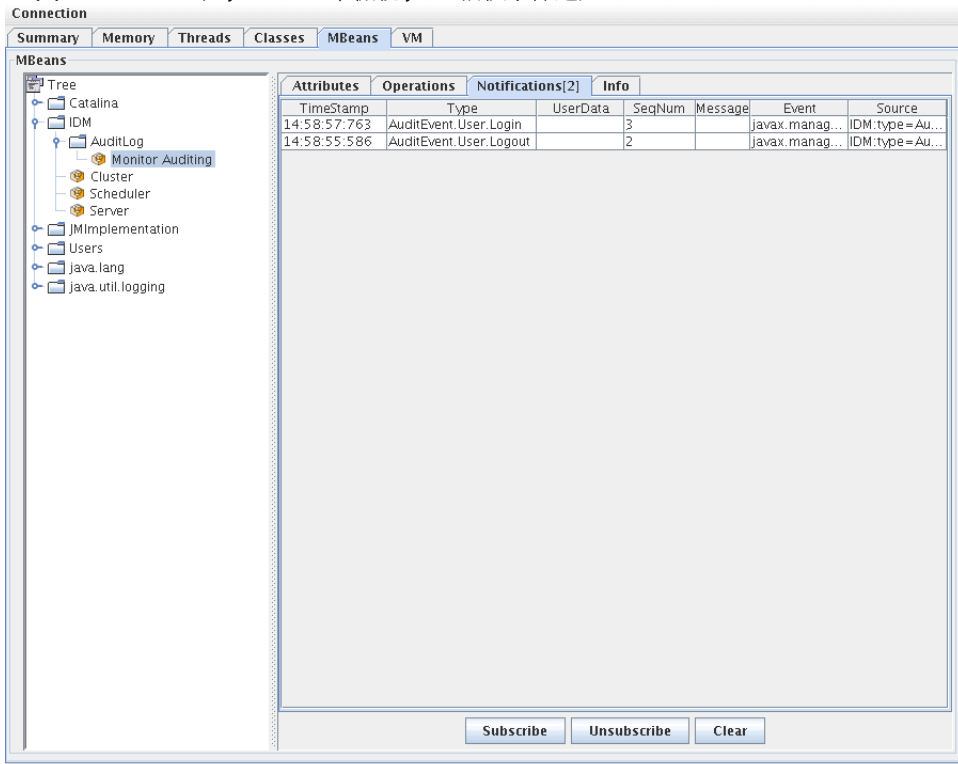 Connection
Summary Memory Threads Classes MBeans VM
MBeans
Tree
Catalina
IDM
AuditLog
Monitor Auditing
Cluster
Scheduler
Server
JMImplementation
Users
java.lang
java.util.logging
Attributes Operations Notifications[2] Info
TimeStamp Type UserData SeqNum Message Event Source
14:58:57:763 AuditEvent.User.Login 3 javax.manag... IDM:type=Au...
14:58:55:586 AuditEvent.User.Logout 2 javax.manag... IDM:type=Au...
Subscribe Unsubscribe Clear